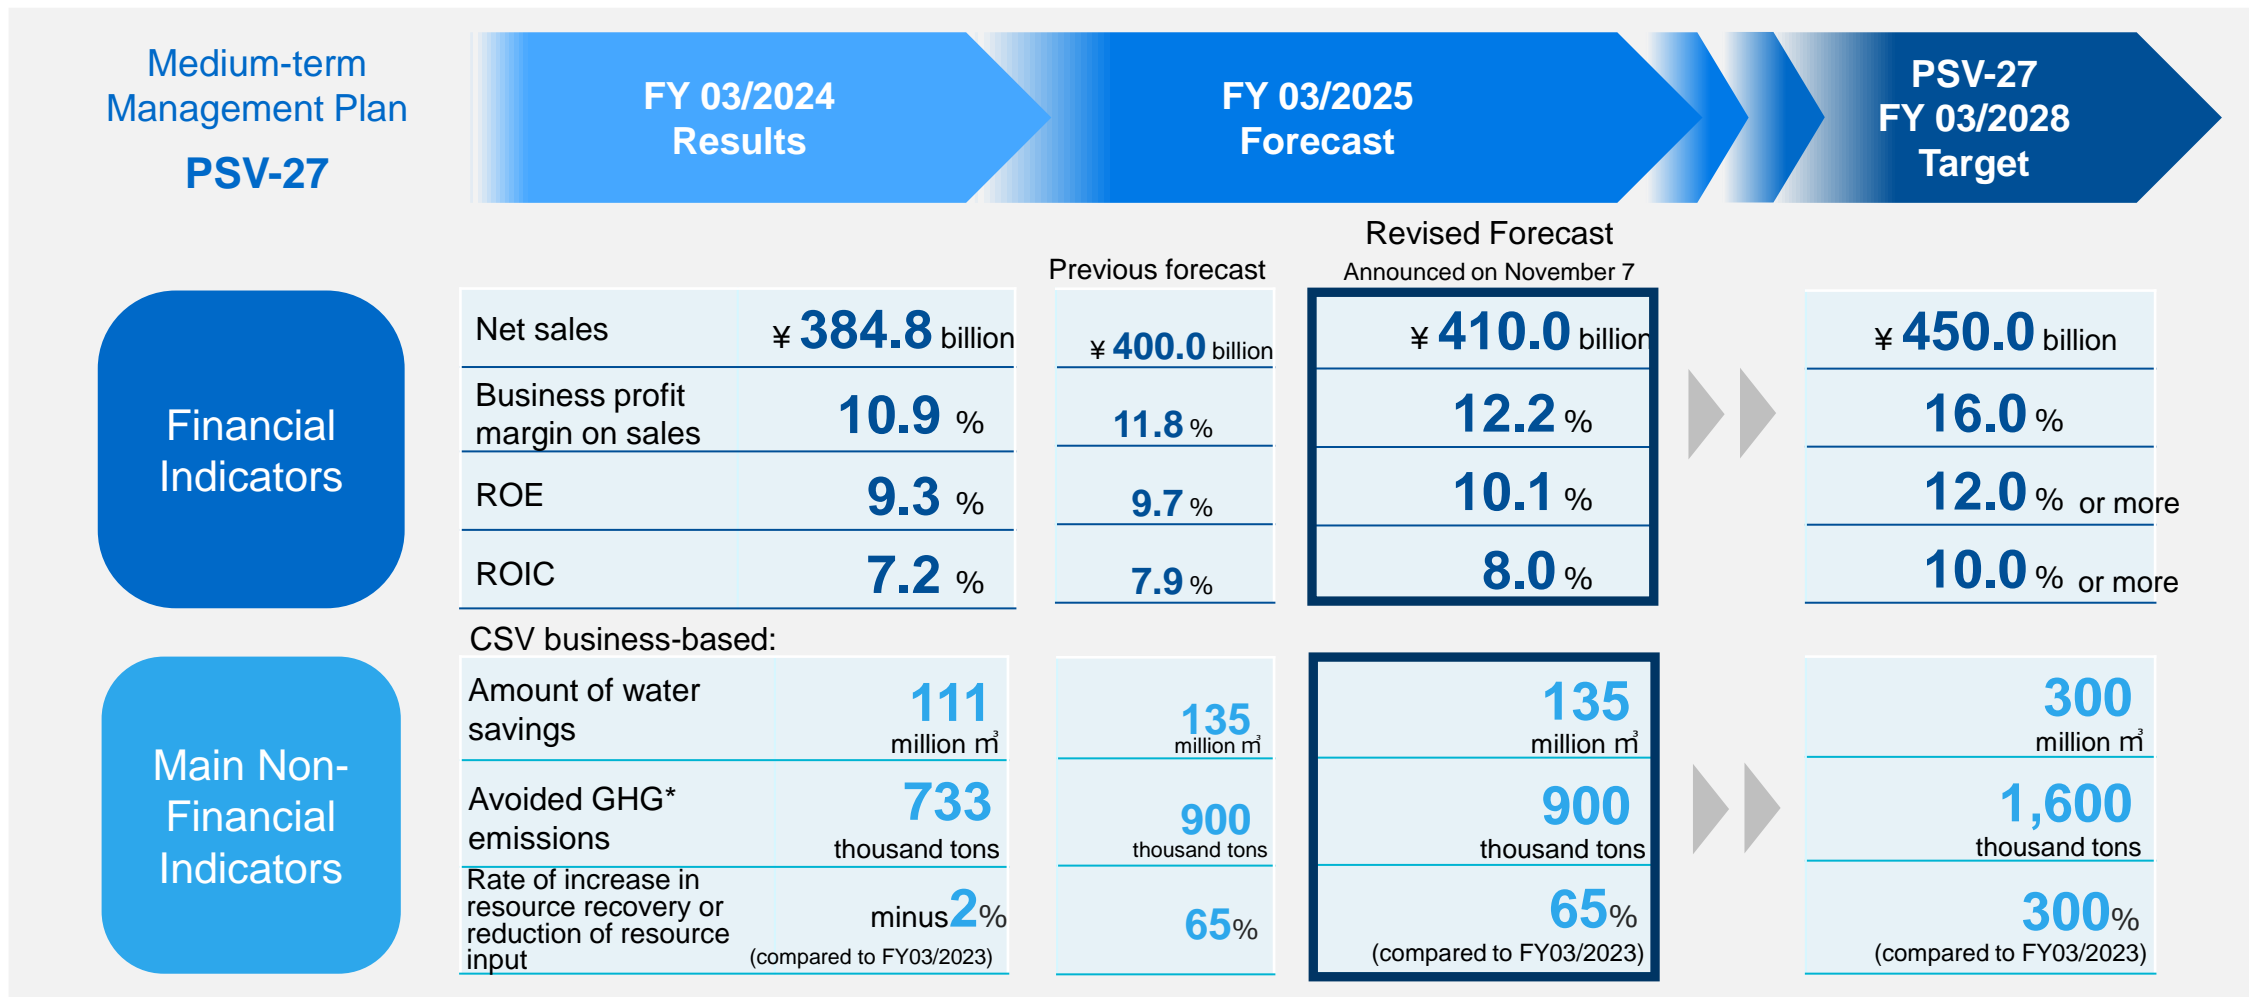 Medium-term
Management Plan
PSV-27
FY 03/2024
Results
FY 03/2025
Forecast
PSV-27
FY 03/2028
Target
Previous forecast
Revised Forecast
Announced on November 7
Financial
Indicators
Net sales ¥ 384.8 billion ¥ 400.0 billion ¥ 410.0 billion ¥ 450.0 billion
Business profit
margin on sales 10.9 % 11.8 % 12.2 % 16.0 %
ROE 9.3 % 9.7 % 10.1 % 12.0 % or more
ROIC 7.2 % 7.9 % 8.0 % 10.0 % or more
CSV business-based:
Main Non-
Financial
Indicators
Amount of water
savings
111
million m³
135
million m³
135
million m³
300
million m³
Avoided GHG*
emissions
733
thousand tons
900
thousand tons
900
thousand tons
1,600
thousand tons
Rate of increase in
resource recovery or
reduction of resource
input
minus 2%
(compared to FY03/2023)
65%
65%
(compared to FY03/2023)
300%
(compared to FY03/2023)